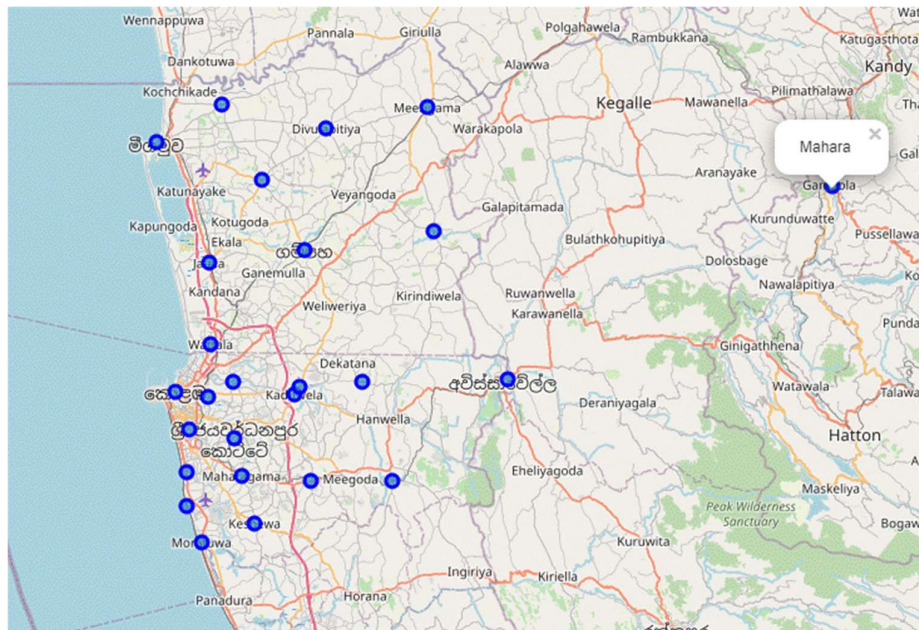 Wennappuwa
Pannala
Giriulla
Polgahawela
Rambukkana
Katugasthota
Dankotuwa
Alawwa
Kandy
Kochchikade
Kegalle
Mawanella
Pilimathalawa
Warakapola
Mahara
×
Aranayake
Katunayake
Veyangoda
Galapitamada
Kurunduwatte
Kapungoda
Kotugoda
Ekala
Bulathkohupitiya
Pussellawa
Dolosbage
Ganemulla
Kandana
Kirindiwela
Ruwanwella
Nawalapitiya
Weliweriya
Karawanella
Ginigathhena
Dekatana
Watawala
Hanwella
Deraniyagala
Hatton
Meegoda
Eheliyagoda
Maskeliya
Peak Wilderness
Sanctuary
Kuruwita
Ingiriya
Kiriella
Panadura
Horana